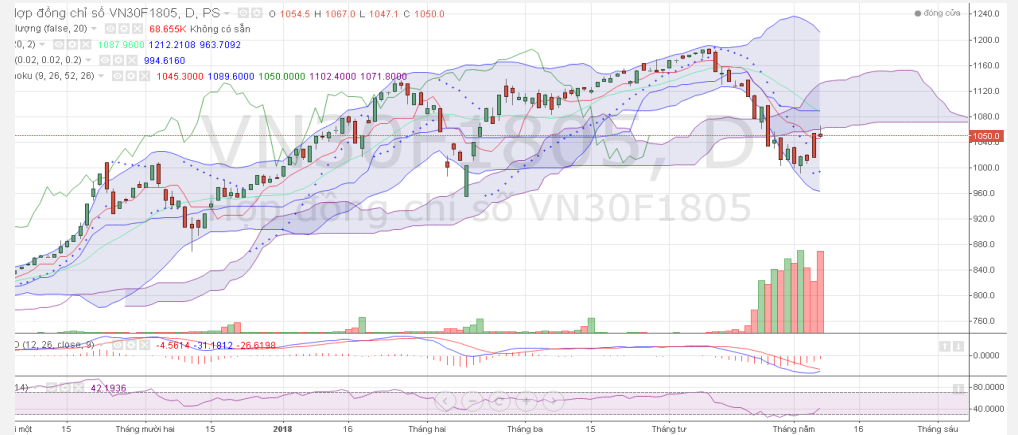 Hợp đồng chỉ số VN30F1805, D, PS O 1054.5 H 1067.0 L 1047.1 C 1050.0
lượng (false, 20) 68.655K Không có sẵn
20, 2) 1087.9600 1212.2108 963.7092
(0.02, 0.02, 0.2) 994.6160
oku (9, 26, 52, 26) 1045.3000 1089.6000 1050.0000 1102.4000 1071.8000
đóng cửa
1240.0
1200.0
1160.0
1120.0
1080.0
1050.0
1040.0
1000.0
960.0
920.0
880.0
840.0
800.0
760.0
VN30F1805, D
Hợp đồng chỉ số VN30F1805
D (12, 26, close, 9) -4.5614 -31.1812 -26.6198
0.0000
14) 42.1936
80.0000
40.0000
i một 15 Tháng mười hai 15 2018 16 Tháng hai Tháng ba 15 Tháng tư Tháng năm 16 Tháng sáu